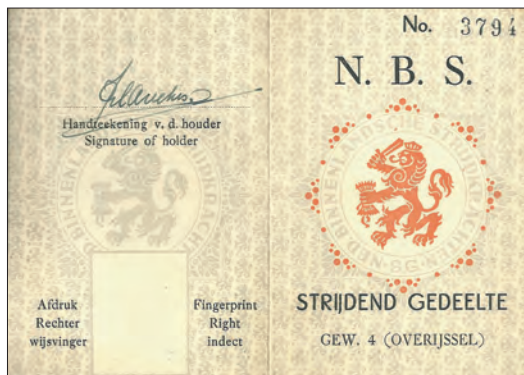 Handteekening v. d. houder
Signature of holder
Afdruk
Rechter
wijsvinger
Fingerprint
Right
indect
No. 3794
N. B. S.
STRIJDEND GEDEELTE
GEW. 4 (OVERIJSSEL)